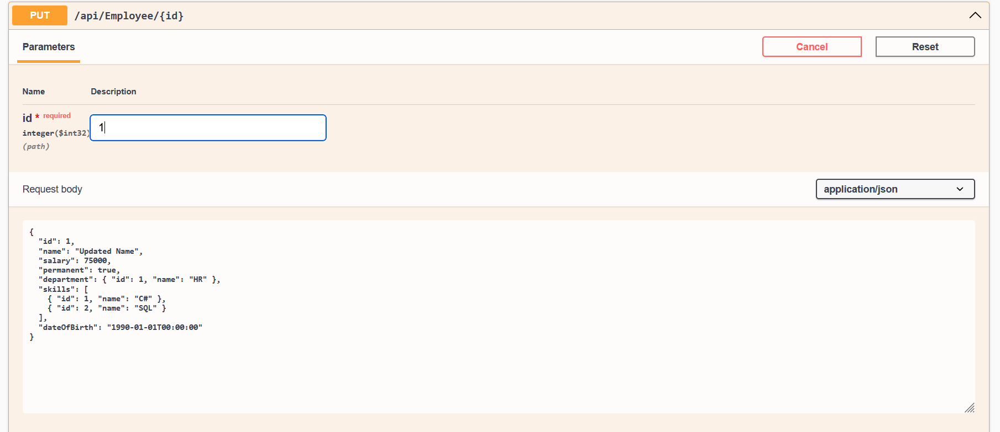 PUT /api/Employee/{id}
Parameters Cancel Reset
Name Description
id * required
integer($int32) 1
(path)
Request body application/json
{
  "id": 1,
  "name": "Updated Name",
  "salary": 75000,
  "permanent": true,
  "department": { "id": 1, "name": "HR" },
  "skills": [
    { "id": 1, "name": "C#" },
    { "id": 2, "name": "SQL" }
  ],
  "dateOfBirth": "1990-01-01T00:00:00"
}